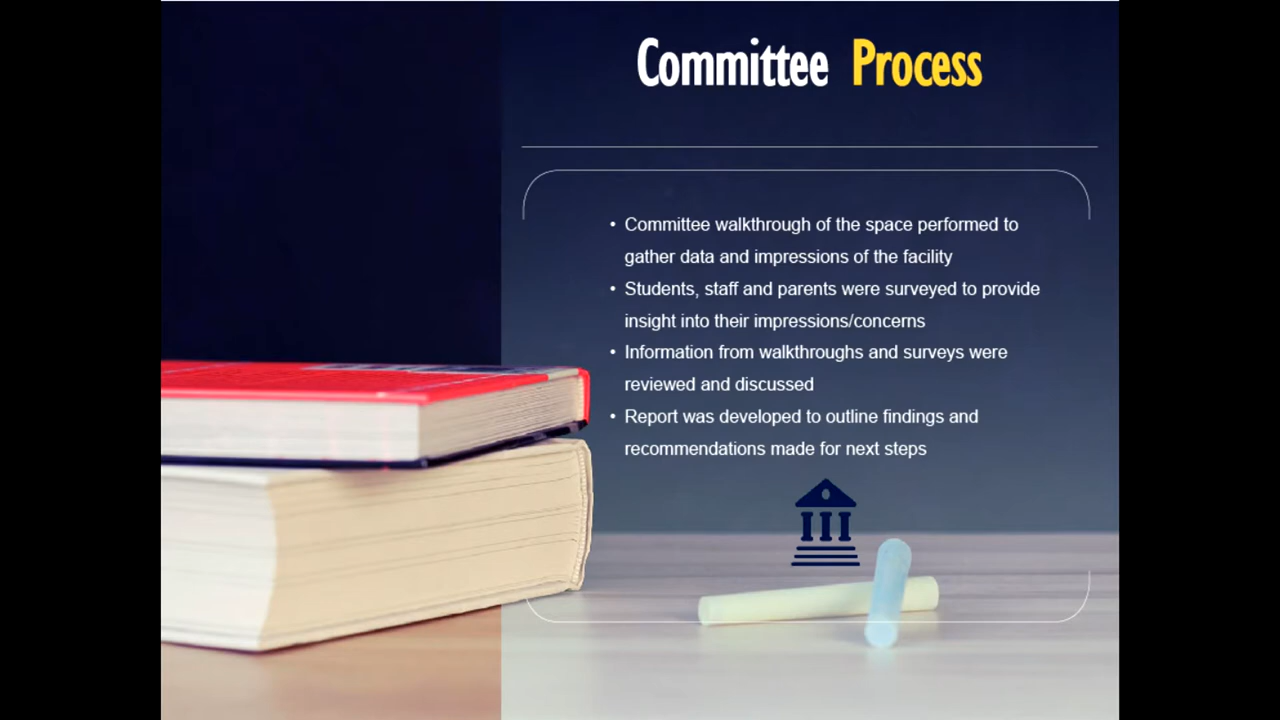 Committee Process
• Committee walkthrough of the space performed to
gather data and impressions of the facility
• Students, staff and parents were surveyed to provide
insight into their impressions/concerns
• Information from walkthroughs and surveys were
reviewed and discussed
• Report was developed to outline findings and
recommendations made for next steps